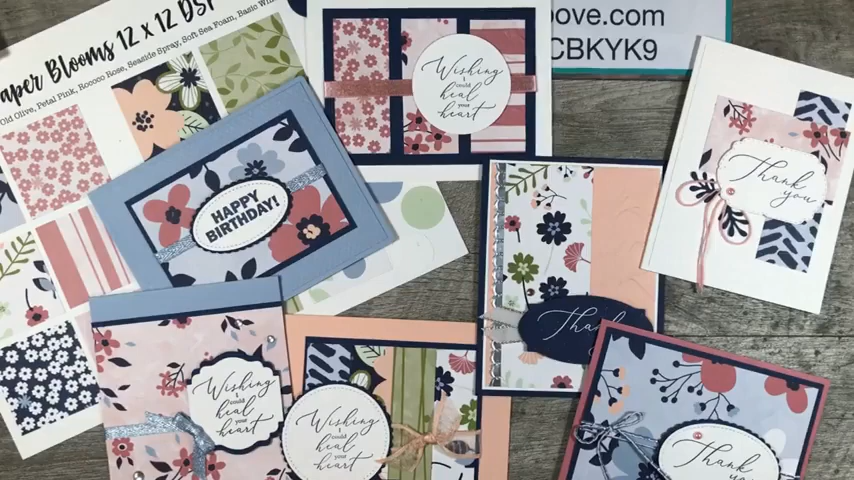 aper Blooms 12 x 12 DSP
Old Olive, Petal Pink, Rococo Rose, Seaside Spray, Soft Sea Foam, Basic Whi
ove.com
CBKYK9
Wishing
I
could
heal
your
heart
Thank
you
HAPPY
BIRTHDAY!
Thank
Wishing
I
could
heal
your
heart
Wishing
I
could
heal
your
heart
Thank